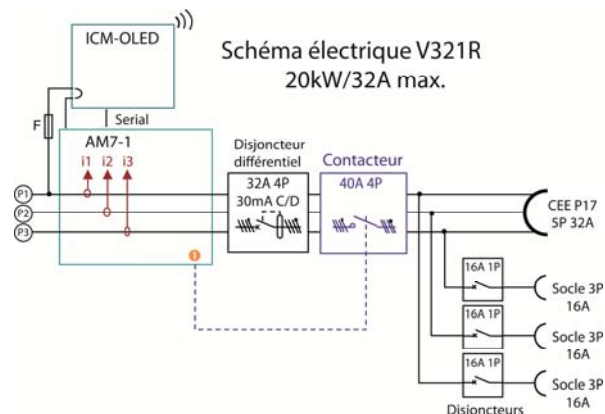 ICM-OLED
Schéma électrique V321R
20kW/32A max.
F
Serial
AM7-1
i1 i2 i3
Disjoncteur
différentiel
32A 4P
30mA C/D
Contacteur
40A 4P
P1
P2
P3
CEE P17
5P 32A
16A 1P
Socle 3P
16A
16A 1P
Socle 3P
16A
16A 1P
Socle 3P
16A
Disjoncteurs